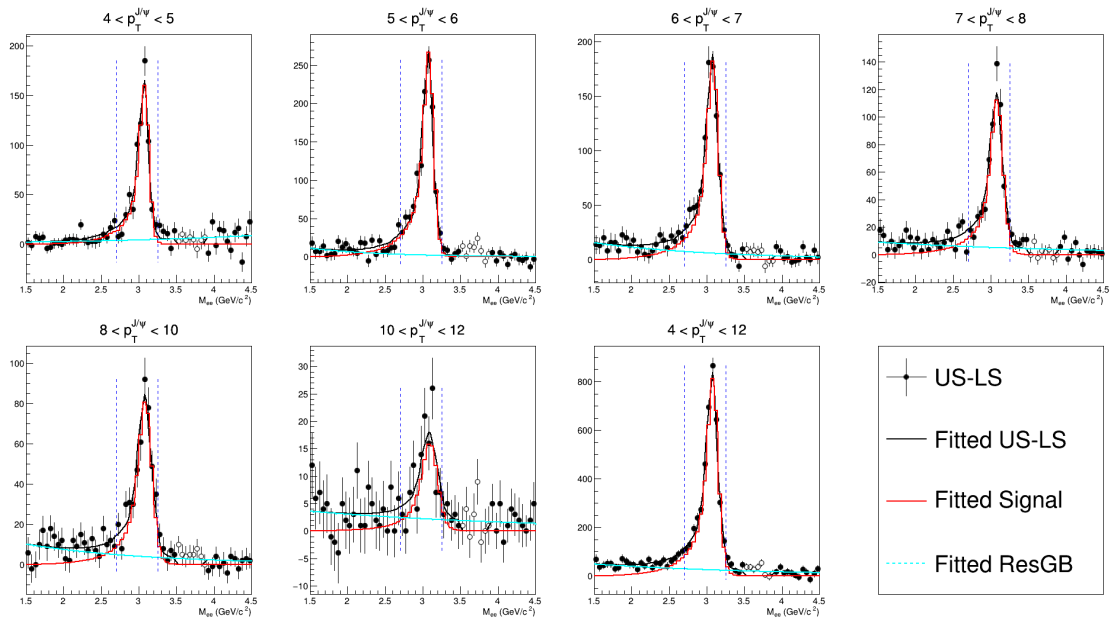 4 < p_T^{J/ψ} < 5
200
150
100
50
0
1.5 2 2.5 3 3.5 4 4.5
M_ee (GeV/c²)
5 < p_T^{J/ψ} < 6
300
250
200
150
100
50
0
1.5 2 2.5 3 3.5 4 4.5
M_ee (GeV/c²)
6 < p_T^{J/ψ} < 7
200
150
100
50
0
1.5 2 2.5 3 3.5 4 4.5
M_ee (GeV/c²)
7 < p_T^{J/ψ} < 8
140
120
100
80
60
40
20
0
−20
1.5 2 2.5 3 3.5 4 4.5
M_ee (GeV/c²)
8 < p_T^{J/ψ} < 10
100
80
60
40
20
0
1.5 2 2.5 3 3.5 4 4.5
M_ee (GeV/c²)
10 < p_T^{J/ψ} < 12
30
25
20
15
10
5
0
−5
−10
1.5 2 2.5 3 3.5 4 4.5
M_ee (GeV/c²)
4 < p_T^{J/ψ} < 12
800
600
400
200
0
1.5 2 2.5 3 3.5 4 4.5
M_ee (GeV/c²)
US-LS
Fitted US-LS
Fitted Signal
Fitted ResGB